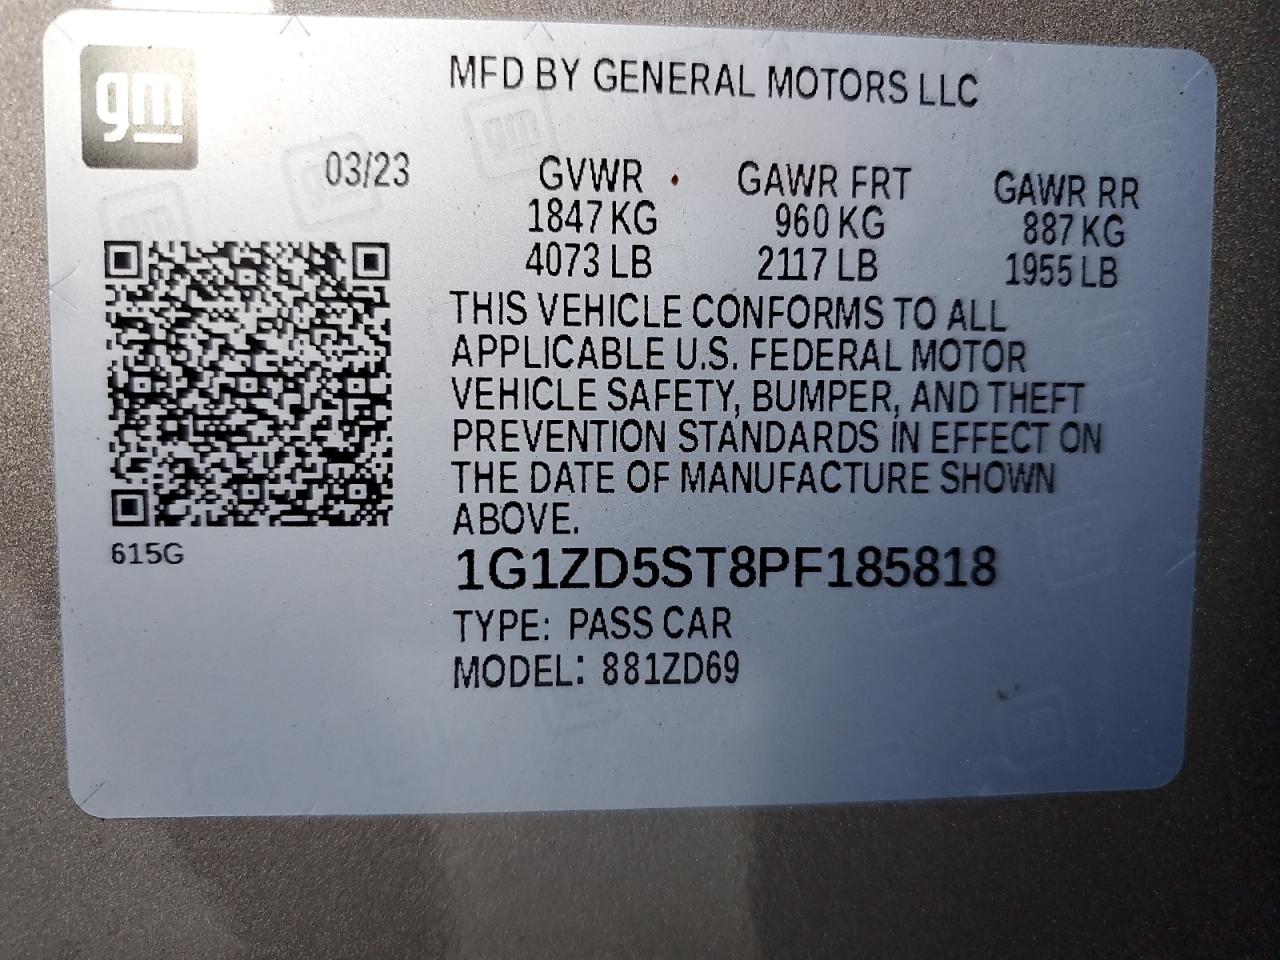 gm
MFD BY GENERAL MOTORS LLC
03/23
GVWR GAWR FRT GAWR RR
1847 KG 960 KG 887 KG
4073 LB 2117 LB 1955 LB
THIS VEHICLE CONFORMS TO ALL
APPLICABLE U.S. FEDERAL MOTOR
VEHICLE SAFETY, BUMPER, AND THEFT
PREVENTION STANDARDS IN EFFECT ON
THE DATE OF MANUFACTURE SHOWN
ABOVE.
615G
1G1ZD5ST8PF185818
TYPE: PASS CAR
MODEL: 881ZD69